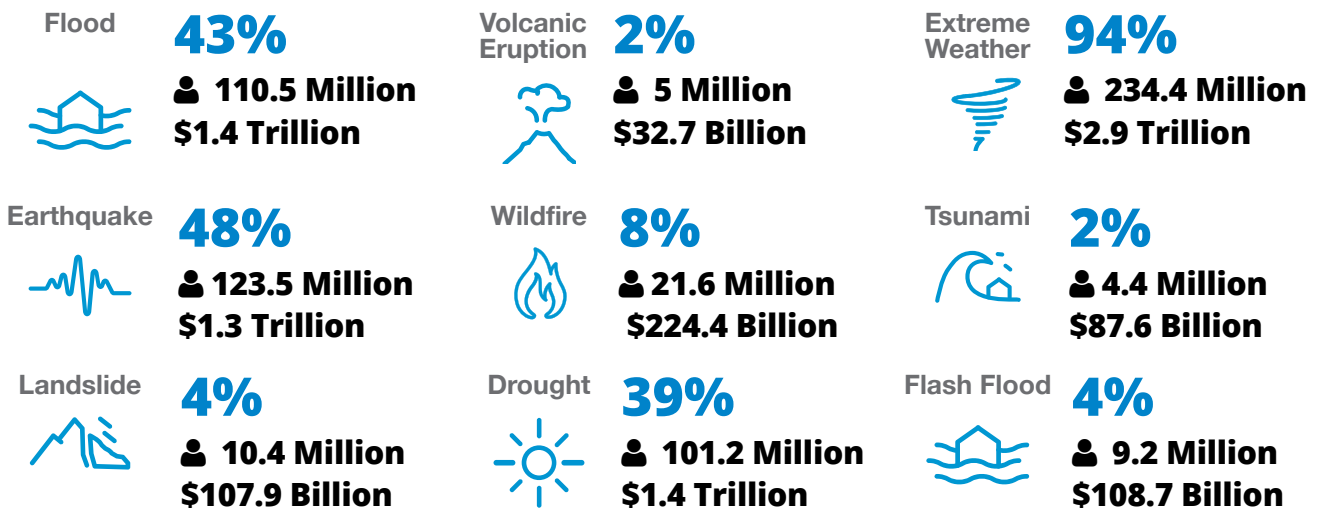 Flood
43%
110.5 Million
$1.4 Trillion
Volcanic
Eruption
2%
5 Million
$32.7 Billion
Extreme
Weather
94%
234.4 Million
$2.9 Trillion
Earthquake
48%
123.5 Million
$1.3 Trillion
Wildfire
8%
21.6 Million
$224.4 Billion
Tsunami
2%
4.4 Million
$87.6 Billion
Landslide
4%
10.4 Million
$107.9 Billion
Drought
39%
101.2 Million
$1.4 Trillion
Flash Flood
4%
9.2 Million
$108.7 Billion